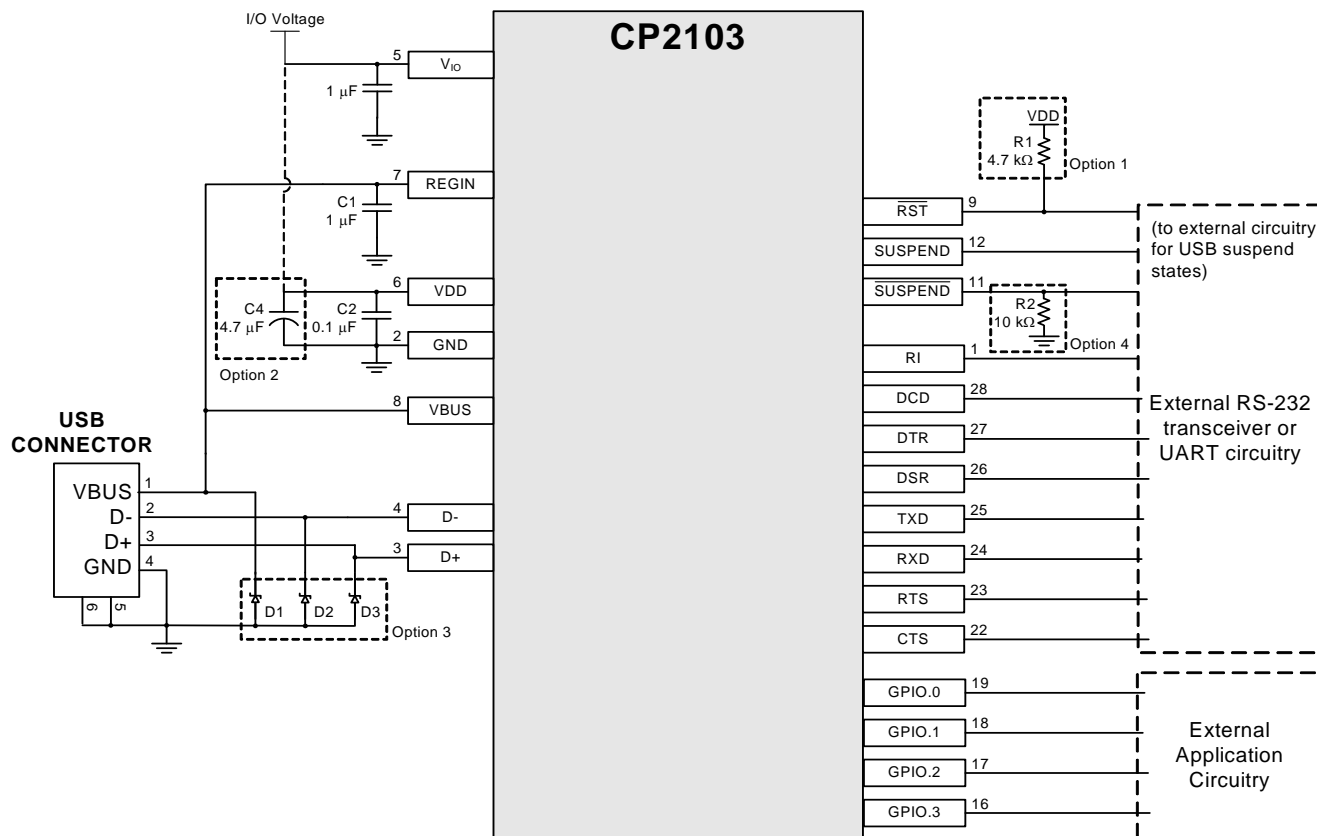 I/O Voltage
CP2103
5
VIO
1 μF
VDD
R1
4.7 kΩ
Option 1
7
REGIN
C1
1 μF
RST
9
(to external circuitry
for USB suspend
states)
SUSPEND
12
SUSPEND
11
6
VDD
C4
4.7 μF
C2
0.1 μF
R2
10 kΩ
2
GND
Option 4
Option 2
RI
1
8
VBUS
DCD
28
External RS-232
transceiver or
UART circuitry
DTR
27
USB
CONNECTOR
DSR
26
VBUS
1
D-
2
4
D-
TXD
25
D+
3
3
D+
RXD
24
GND
4
6
5
D1
D2
D3
Option 3
RTS
23
CTS
22
GPIO.0
19
GPIO.1
18
External
Application
Circuitry
GPIO.2
17
GPIO.3
16